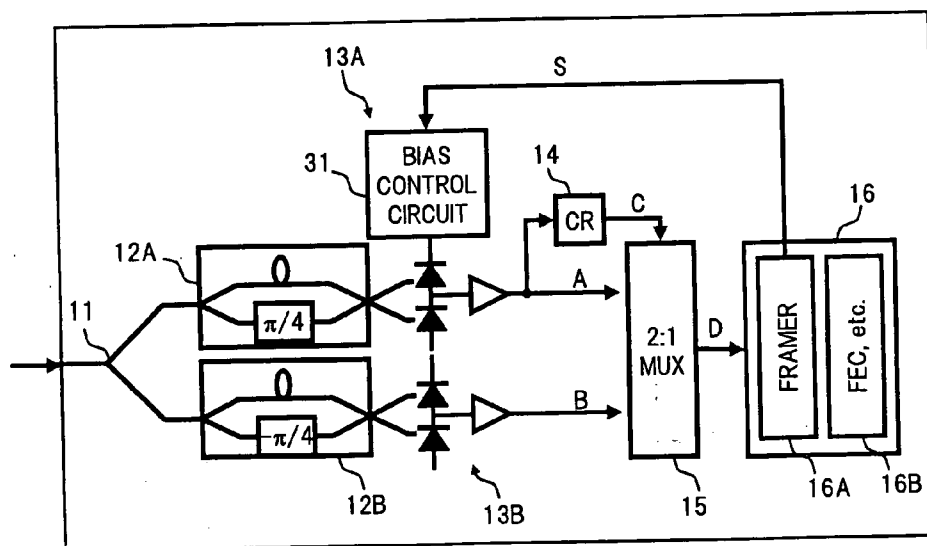 S
13A
31
BIAS
CONTROL
CIRCUIT
14
CR
C
16
12A
π/4
A
11
2:1
MUX
D
FRAMER
FEC, etc.
B
-π/4
12B
13B
15
16A
16B